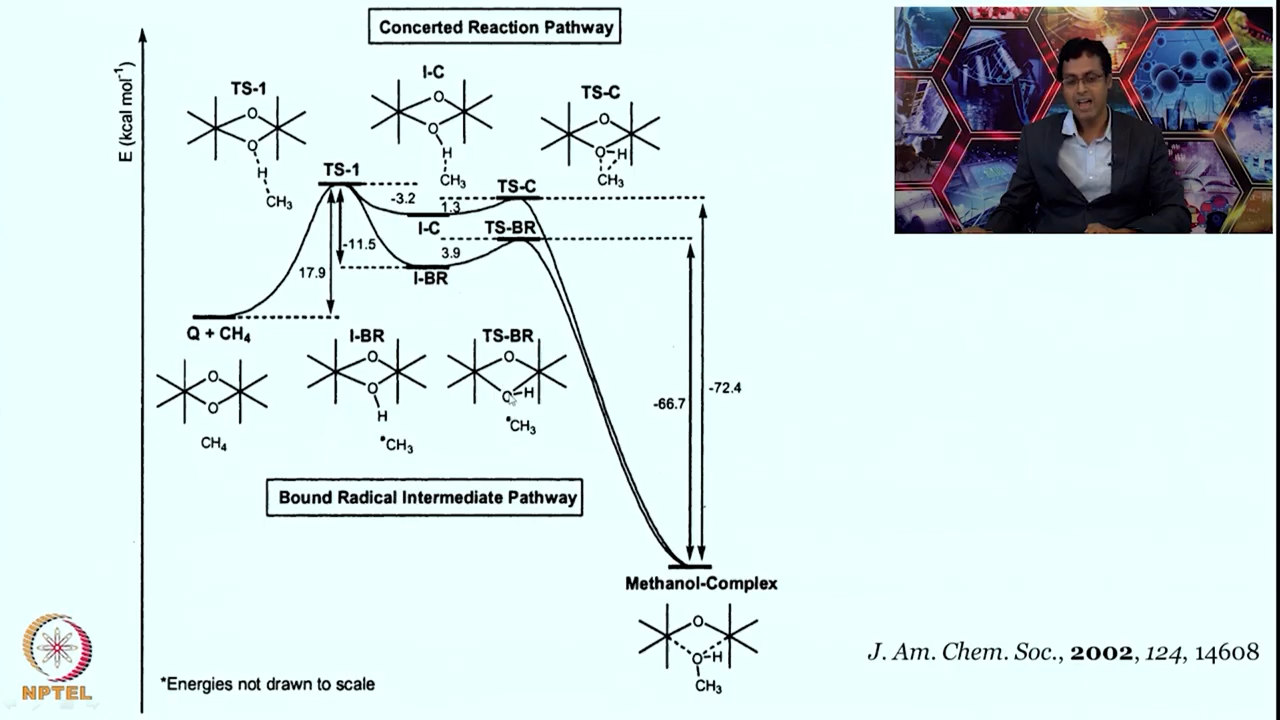 Concerted Reaction Pathway
E (kcal mol⁻¹)
TS-1
O
O
H
CH₃
I-C
O
O
H
CH₃
TS-C
O
O
H
CH₃
TS-1
-3.2
1.3
TS-C
I-C
TS-BR
-11.5
3.9
I-BR
17.9
Q + CH₄
O
O
CH₄
I-BR
O
O
H
•CH₃
TS-BR
O
O
H
•CH₃
-66.7
-72.4
Bound Radical Intermediate Pathway
Methanol-Complex
O
O
H
CH₃
*Energies not drawn to scale
J. Am. Chem. Soc., 2002, 124, 14608
NPTEL